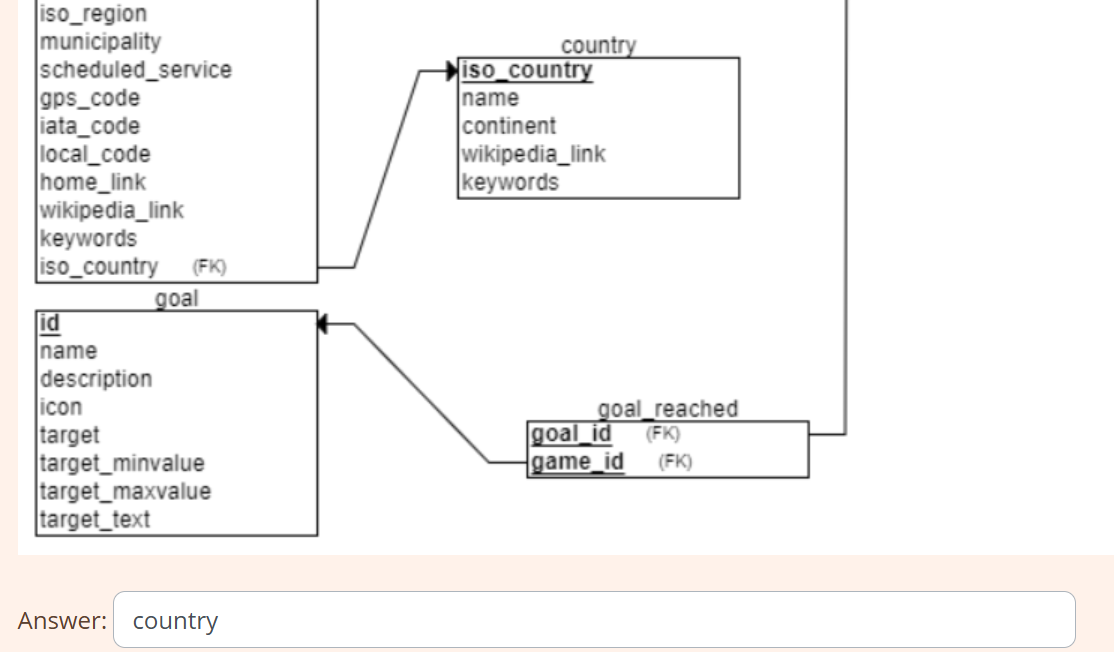 iso_region
municipality
scheduled_service
gps_code
iata_code
local_code
home_link
wikipedia_link
keywords
iso_country (FK)
country
iso_country
name
continent
wikipedia_link
keywords
goal
id
name
description
icon
target
target_minvalue
target_maxvalue
target_text
goal_reached
goal_id (FK)
game_id (FK)
Answer: country